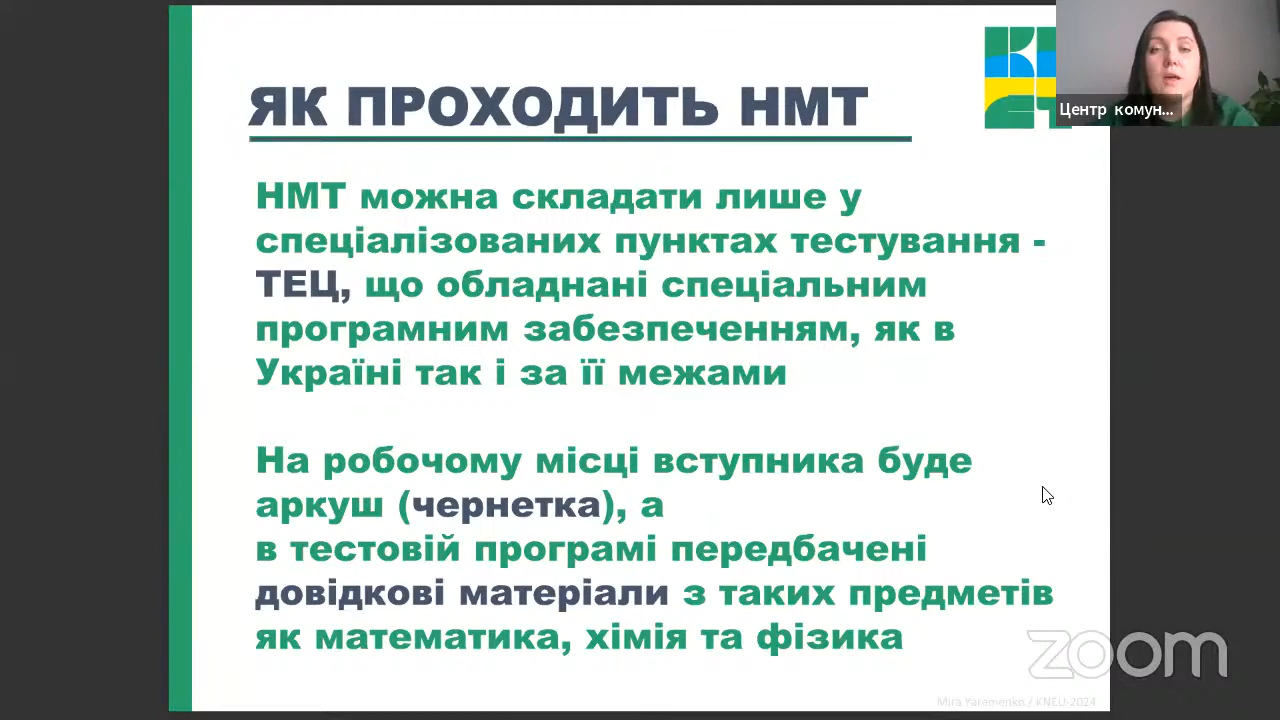 ЯК ПРОХОДИТЬ НМТ
Центр комун...
НМТ можна складати лише у
спеціалізованих пунктах тестування -
ТЕЦ, що обладнані спеціальним
програмним забезпеченням, як в
Україні так і за її межами
На робочому місці вступника буде
аркуш (чернетка), а
в тестовій програмі передбачені
довідкові матеріали з таких предметів
як математика, хімія та фізика
zoom
Mira Yaremenko / KNEU-2024